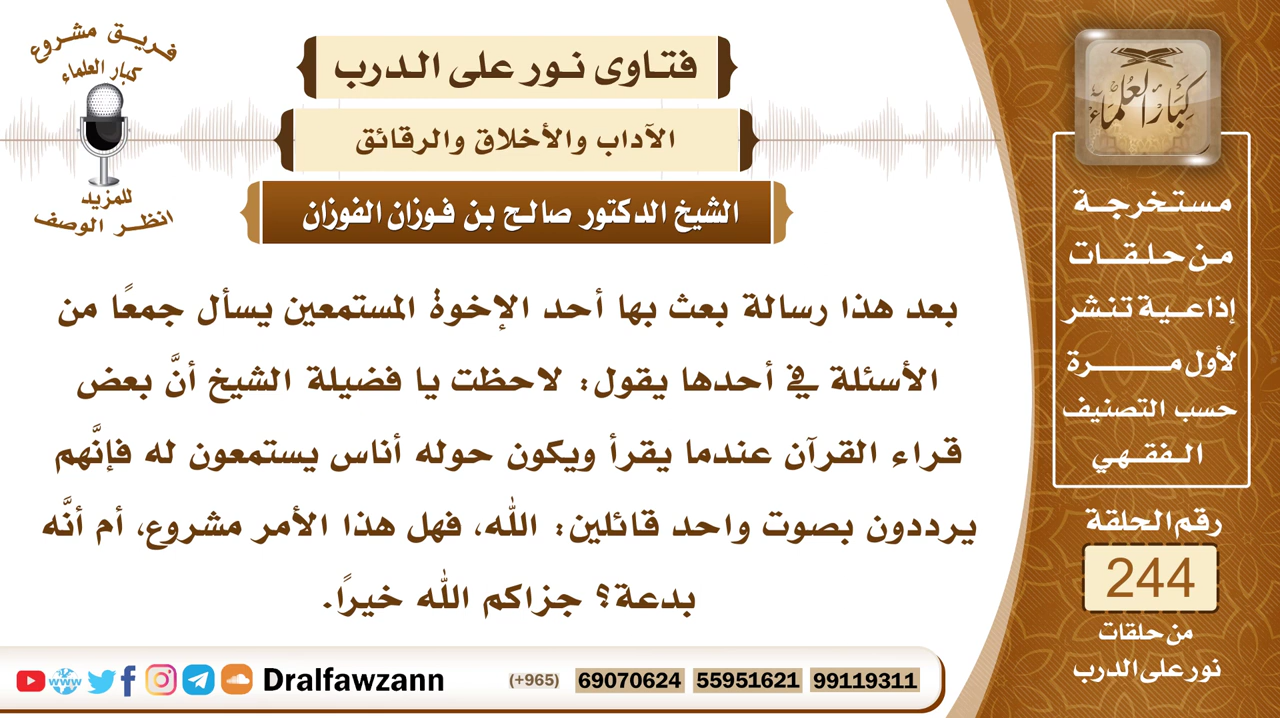 فريق مشروع
كبار العلماء
للمزيد
انظر الوصف
فتاوى نور على الدرب
الآداب والأخلاق والرقائق
الشيخ الدكتور صالح بن فوزان الفوزان
بعد هذا رسالة بعث بها أحد الإخوة المستمعين يسأل جمعًا من
الأسئلة في أحدها يقول: لاحظت يا فضيلة الشيخ أنَّ بعض
قراء القرآن عندما يقرأ ويكون حوله أناس يستمعون له فإنَّهم
يرددون بصوت واحد قائلين: الله، فهل هذا الأمر مشروع، أم أنَّه
بدعة؟ جزاكم الله خيرًا.
كبار العلماء
مستخرجة
من حلقات
إذاعية تنشر
لأول مرة
حسب التصنيف
الفقهي
رقم الحلقة
244
من حلقات
نور على الدرب
www Dralfawzann (+965) 69070624 55951621 99119311